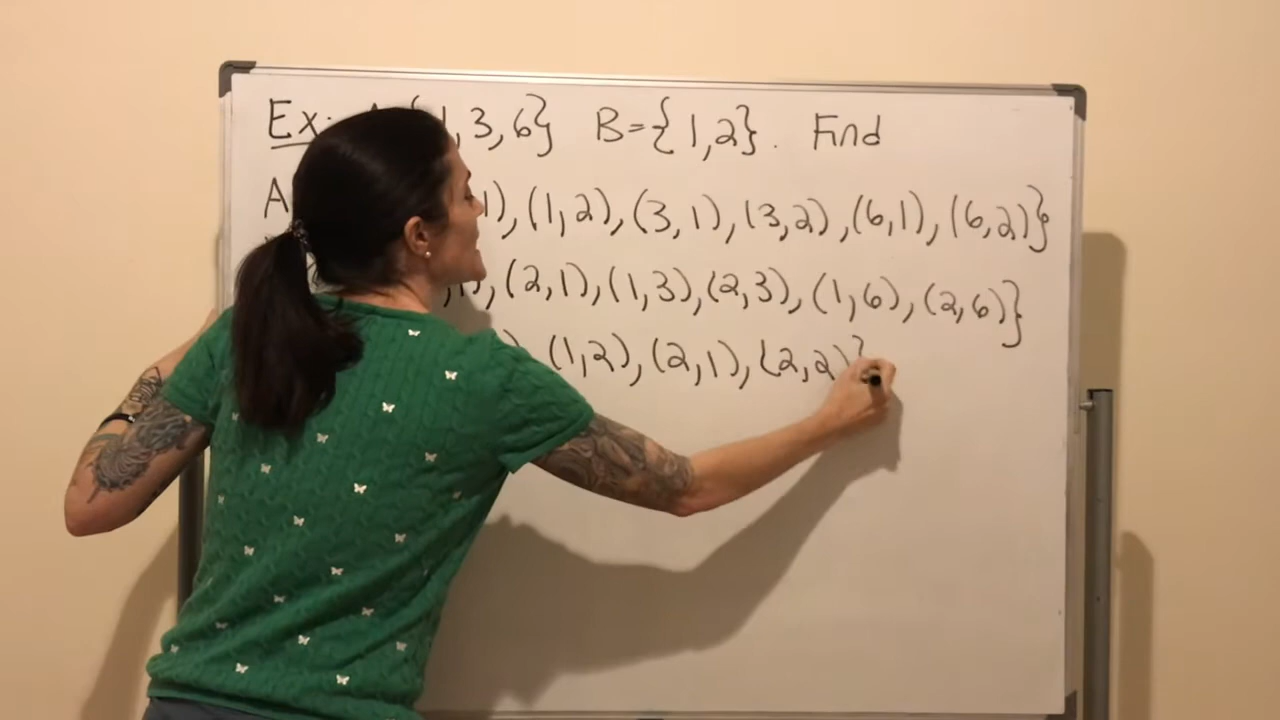 Ex: A {1,3,6} B={1,2}. Find
A 1),(1,2),(3,1),(3,2),(6,1),(6,2)}
,1),(2,1),(1,3),(2,3),(1,6),(2,6)}
),(1,2),(2,1),(2,2)}